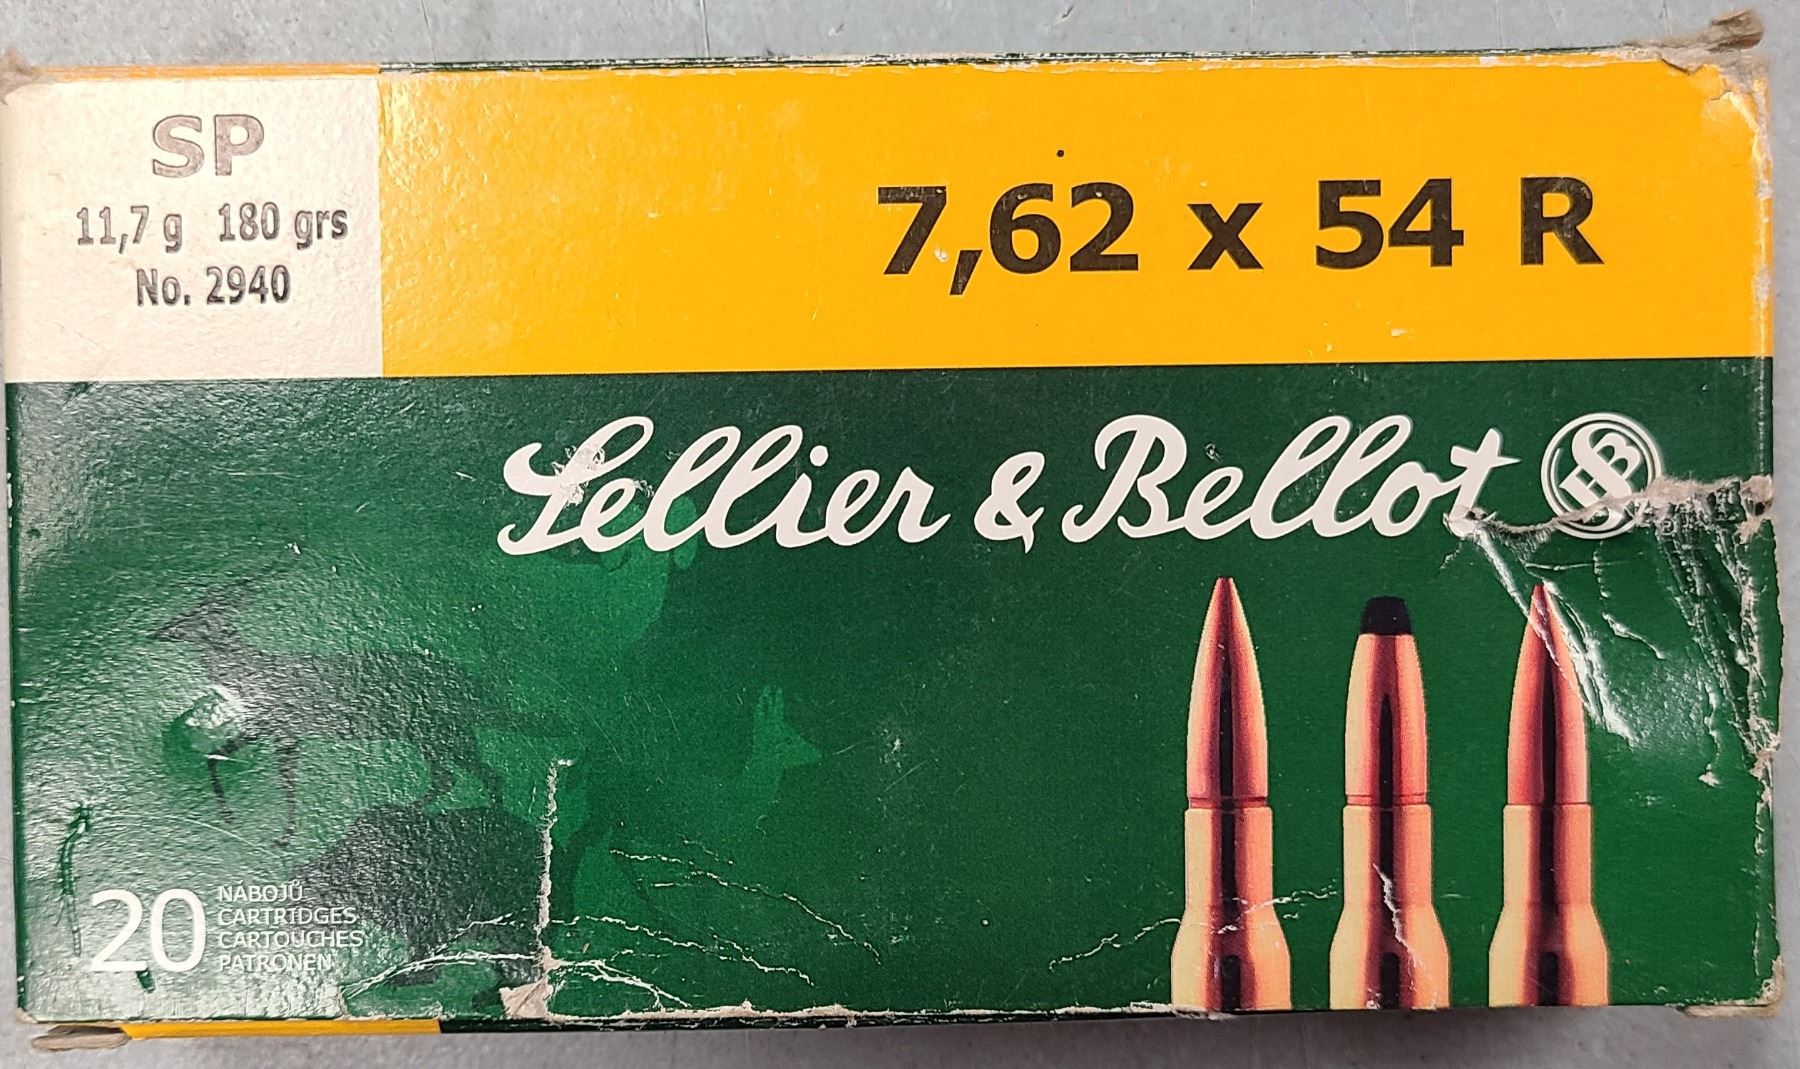 SP
11,7 g 180 grs
No. 2940
7,62 x 54 R
Sellier & Bellot
20
NÁBOJŮ
CARTRIDGES
CARTOUCHES
PATRONEN